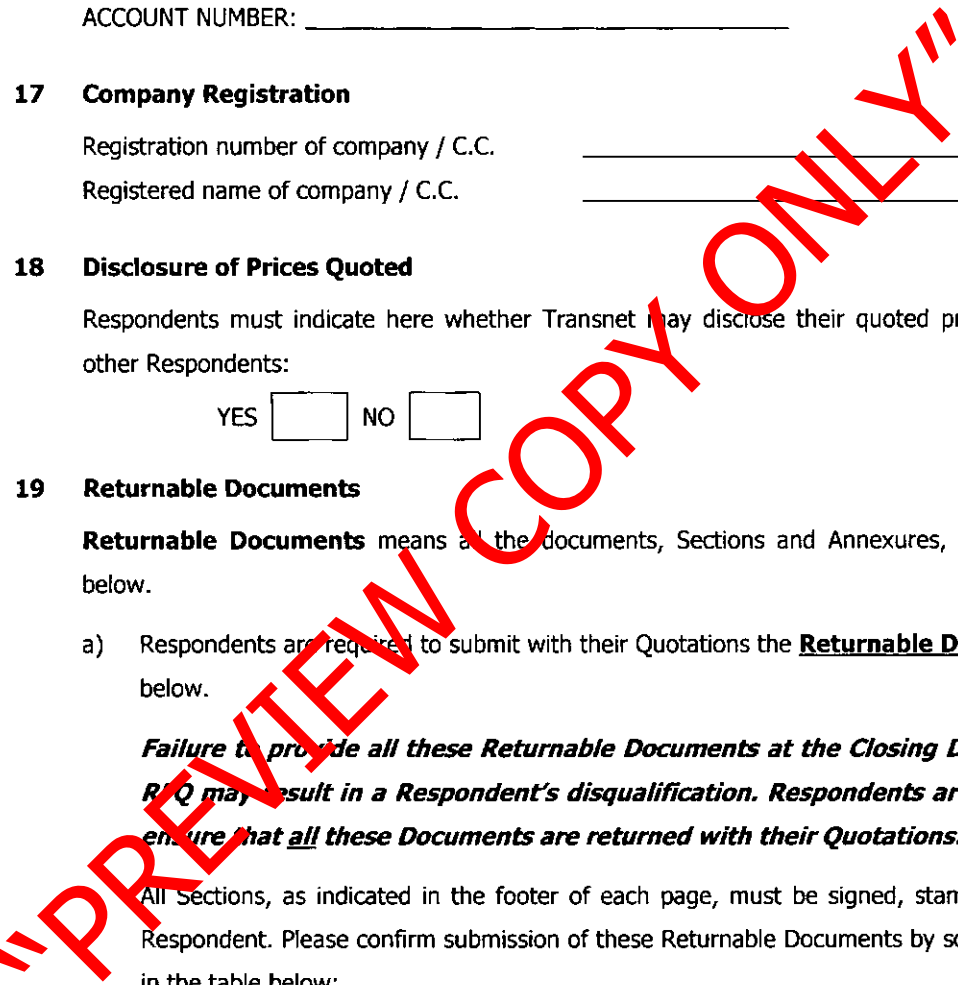 ACCOUNT NUMBER:
17 Company Registration
Registration number of company / C.C.
Registered name of company / C.C.
18 Disclosure of Prices Quoted
Respondents must indicate here whether Transnet may disclose their quoted
other Respondents:
YES NO
19 Returnable Documents
Returnable Documents means all the documents, Sections and Annexures,
below.
a) Respondents are required to submit with their Quotations the Returnable
below.
Failure to provide all these Returnable Documents at the Closing
RFQ may result in a Respondent's disqualification. Respondents
ensure that all these Documents are returned with their Quotations.
All Sections, as indicated in the footer of each page, must be signed,
Respondent. Please confirm submission of these Returnable Documents by
in the table below:
"PREVIEW COPY ONLY"